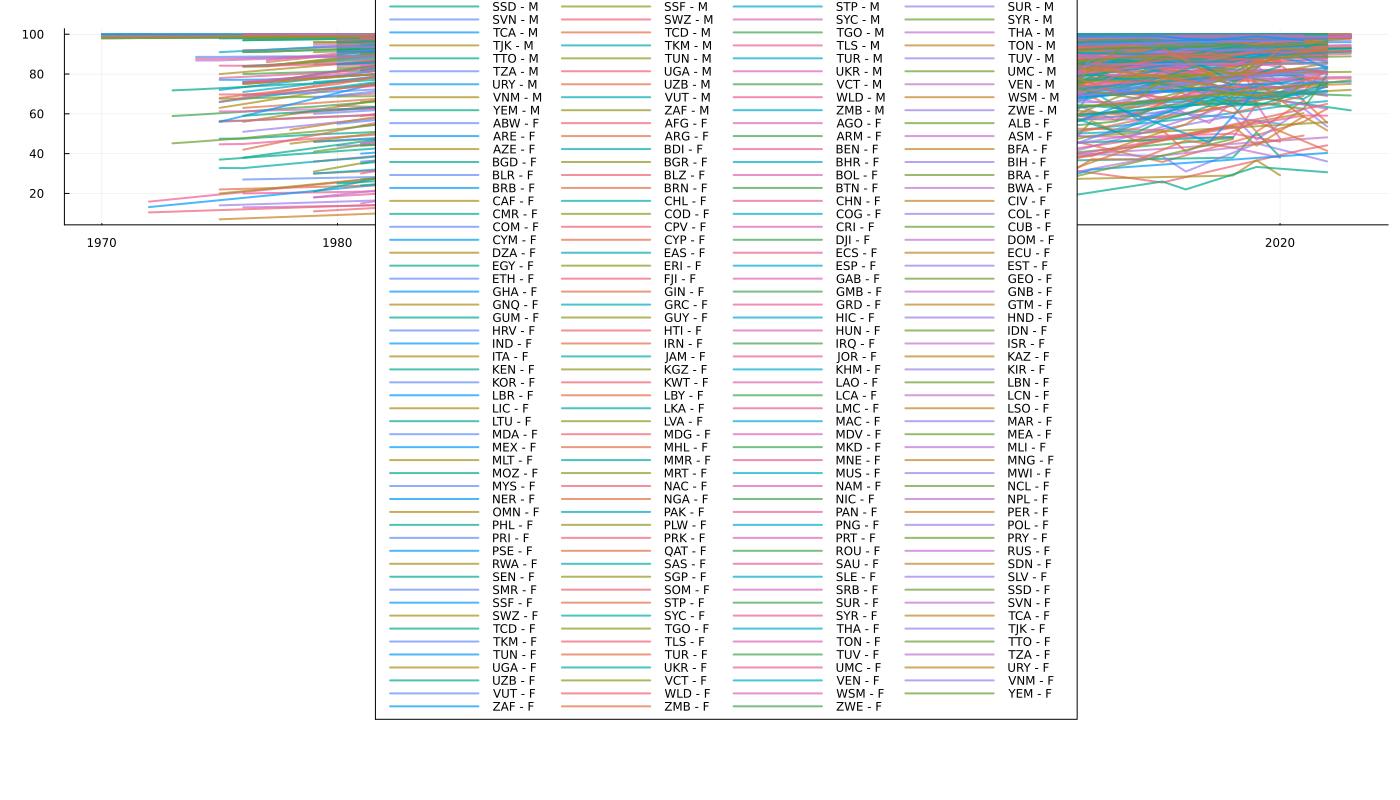 SSD - M SSF - M STP - M SUR - M
SVN - M SWZ - M SYC - M SYR - M
TCA - M TCD - M TGO - M THA - M
TJK - M TKM - M TLS - M TON - M
TTO - M TUN - M TUR - M TUV - M
TZA - M UGA - M UKR - M UMC - M
URY - M UZB - M VCT - M VEN - M
VNM - M VUT - M WLD - M WSM - M
YEM - M ZAF - M ZMB - M ZWE - M
ABW - F AFG - F AGO - F ALB - F
ARE - F ARG - F ARM - F ASM - F
AZE - F BDI - F BEN - F BFA - F
BGD - F BGR - F BHR - F BIH - F
BLR - F BLZ - F BOL - F BRA - F
BRB - F BRN - F BTN - F BWA - F
CAF - F CHL - F CHN - F CIV - F
CMR - F COD - F COG - F COL - F
COM - F CPV - F CRI - F CUB - F
CYM - F CYP - F DJI - F DOM - F
DZA - F EAS - F ECS - F ECU - F
EGY - F ERI - F ESP - F EST - F
ETH - F FJI - F GAB - F GEO - F
GHA - F GIN - F GMB - F GNB - F
GNQ - F GRC - F GRD - F GTM - F
GUM - F GUY - F HIC - F HND - F
HRV - F HTI - F HUN - F IDN - F
IND - F IRN - F IRQ - F ISR - F
ITA - F JAM - F JOR - F KAZ - F
KEN - F KGZ - F KHM - F KIR - F
KOR - F KWT - F LAO - F LBN - F
LBR - F LBY - F LCA - F LCN - F
LIC - F LKA - F LMC - F LSO - F
LTU - F LVA - F MAC - F MAR - F
MDA - F MDG - F MDV - F MEA - F
MEX - F MHL - F MKD - F MLI - F
MLT - F MMR - F MNE - F MNG - F
MOZ - F MRT - F MUS - F MWI - F
MYS - F NAC - F NAM - F NCL - F
NER - F NGA - F NIC - F NPL - F
OMN - F PAK - F PAN - F PER - F
PHL - F PLW - F PNG - F POL - F
PRI - F PRK - F PRT - F PRY - F
PSE - F QAT - F ROU - F RUS - F
RWA - F SAS - F SAU - F SDN - F
SEN - F SGP - F SLE - F SLV - F
SMR - F SOM - F SRB - F SSD - F
SSF - F STP - F SUR - F SVN - F
SWZ - F SYC - F SYR - F TCA - F
TCD - F TGO - F THA - F TJK - F
TKM - F TLS - F TON - F TTO - F
TUN - F TUR - F TUV - F TZA - F
UGA - F UKR - F UMC - F URY - F
UZB - F VCT - F VEN - F VNM - F
VUT - F WLD - F WSM - F YEM - F
ZAF - F ZMB - F ZWE - F
100
80
60
40
20
1970 1980 2020